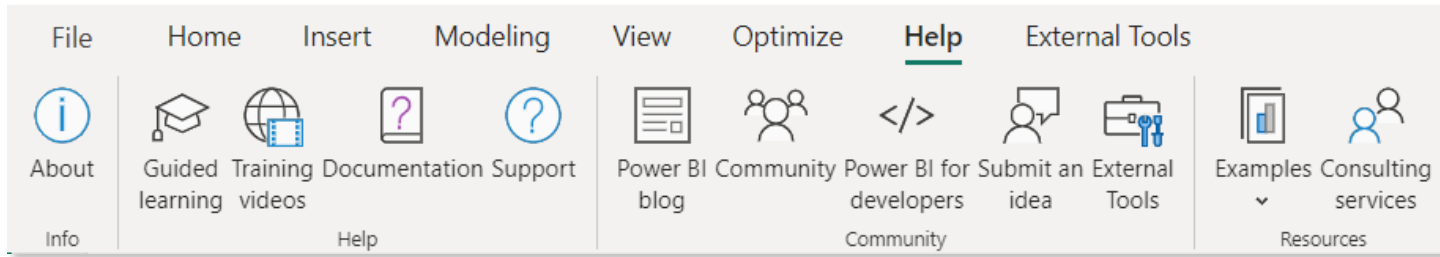 File Home Insert Modeling View Optimize Help External Tools
About Guided Training Documentation Support Power BI Community Power BI for Submit an External Examples Consulting
learning videos blog developers idea Tools services
Info Help Community Resources